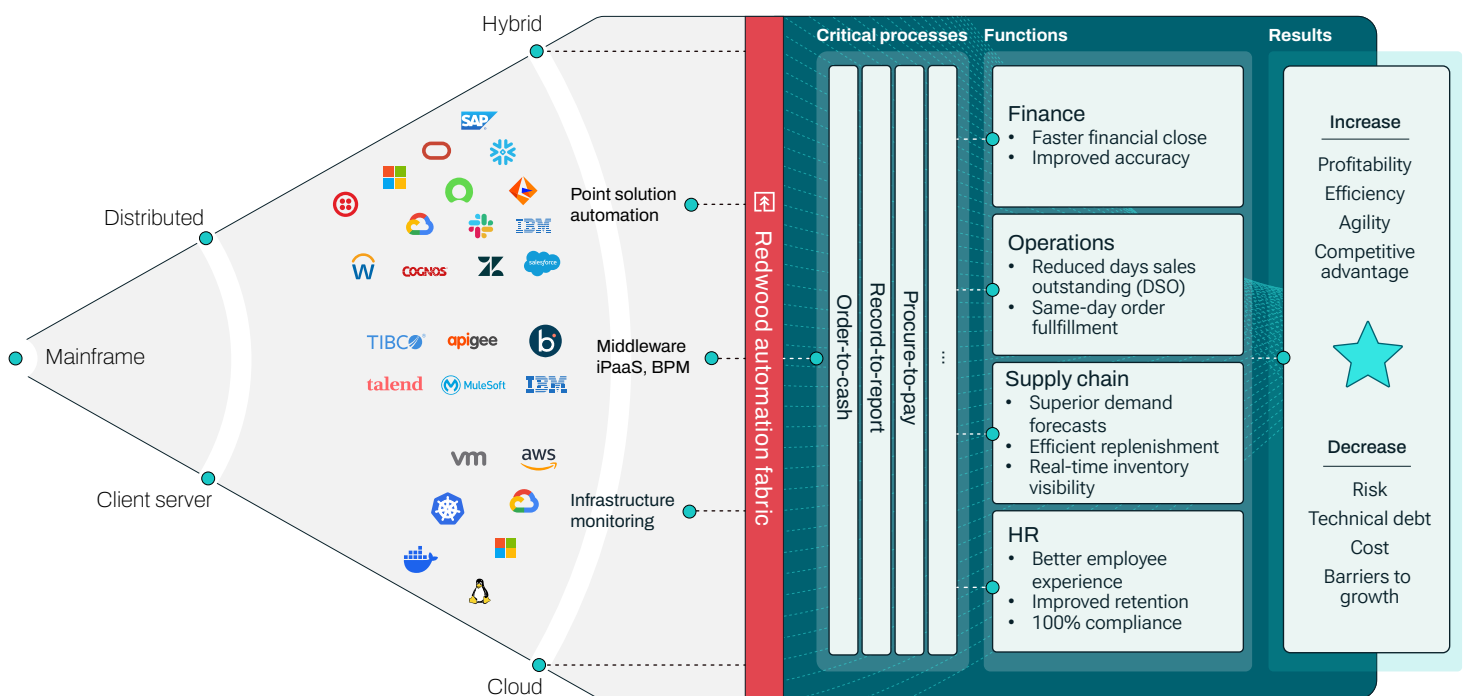 Hybrid
Distributed
Mainframe
Client server
Cloud
SAP
IBM
W
COGNOS
salesforce
Point solution
automation
TIBCO
apigee
b
talend
MuleSoft
IBM
Middleware
iPaaS, BPM
vm
aws
Infrastructure
monitoring
Redwood automation fabric
Critical processes
Order-to-cash
Record-to-report
Procure-to-pay
...
Functions
Finance
• Faster financial close
• Improved accuracy
Operations
• Reduced days sales
outstanding (DSO)
• Same-day order
fullfillment
Supply chain
• Superior demand
forecasts
• Efficient replenishment
• Real-time inventory
visibility
HR
• Better employee
experience
• Improved retention
• 100% compliance
Results
Increase
Profitability
Efficiency
Agility
Competitive
advantage
Decrease
Risk
Technical debt
Cost
Barriers to
growth